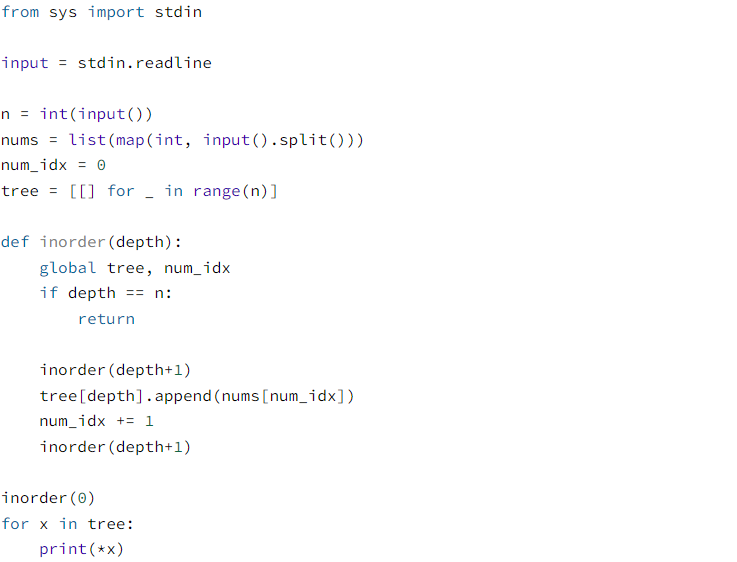 from sys import stdin

input = stdin.readline

n = int(input())
nums = list(map(int, input().split()))
num_idx = 0
tree = [[] for _ in range(n)]

def inorder(depth):
    global tree, num_idx
    if depth == n:
        return

    inorder(depth+1)
    tree[depth].append(nums[num_idx])
    num_idx += 1
    inorder(depth+1)

inorder(0)
for x in tree:
    print(*x)